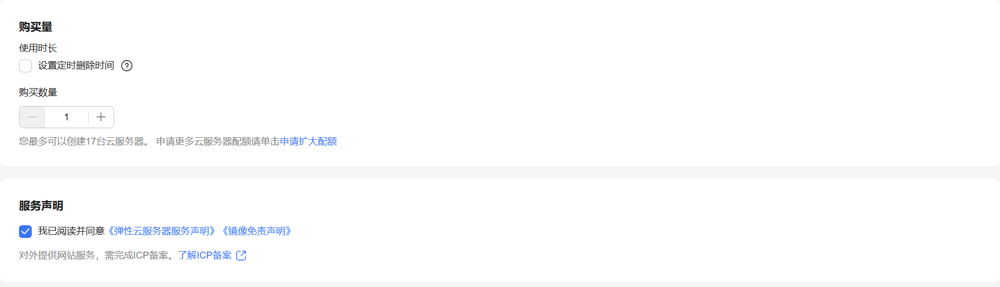 购买量
使用时长
设置定时删除时间
购买数量
1
您最多可以创建17台云服务器。 申请更多云服务器配额请单击申请扩大配额
服务声明
我已阅读并同意《弹性云服务器服务声明》《镜像免责声明》
对外提供网站服务，需完成ICP备案。了解ICP备案